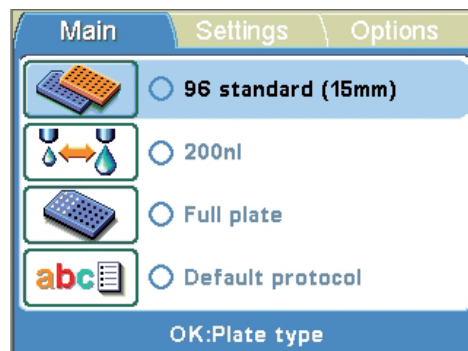 Main Settings Options
96 standard (15mm)
200nl
Full plate
abc Default protocol
OK:Plate type